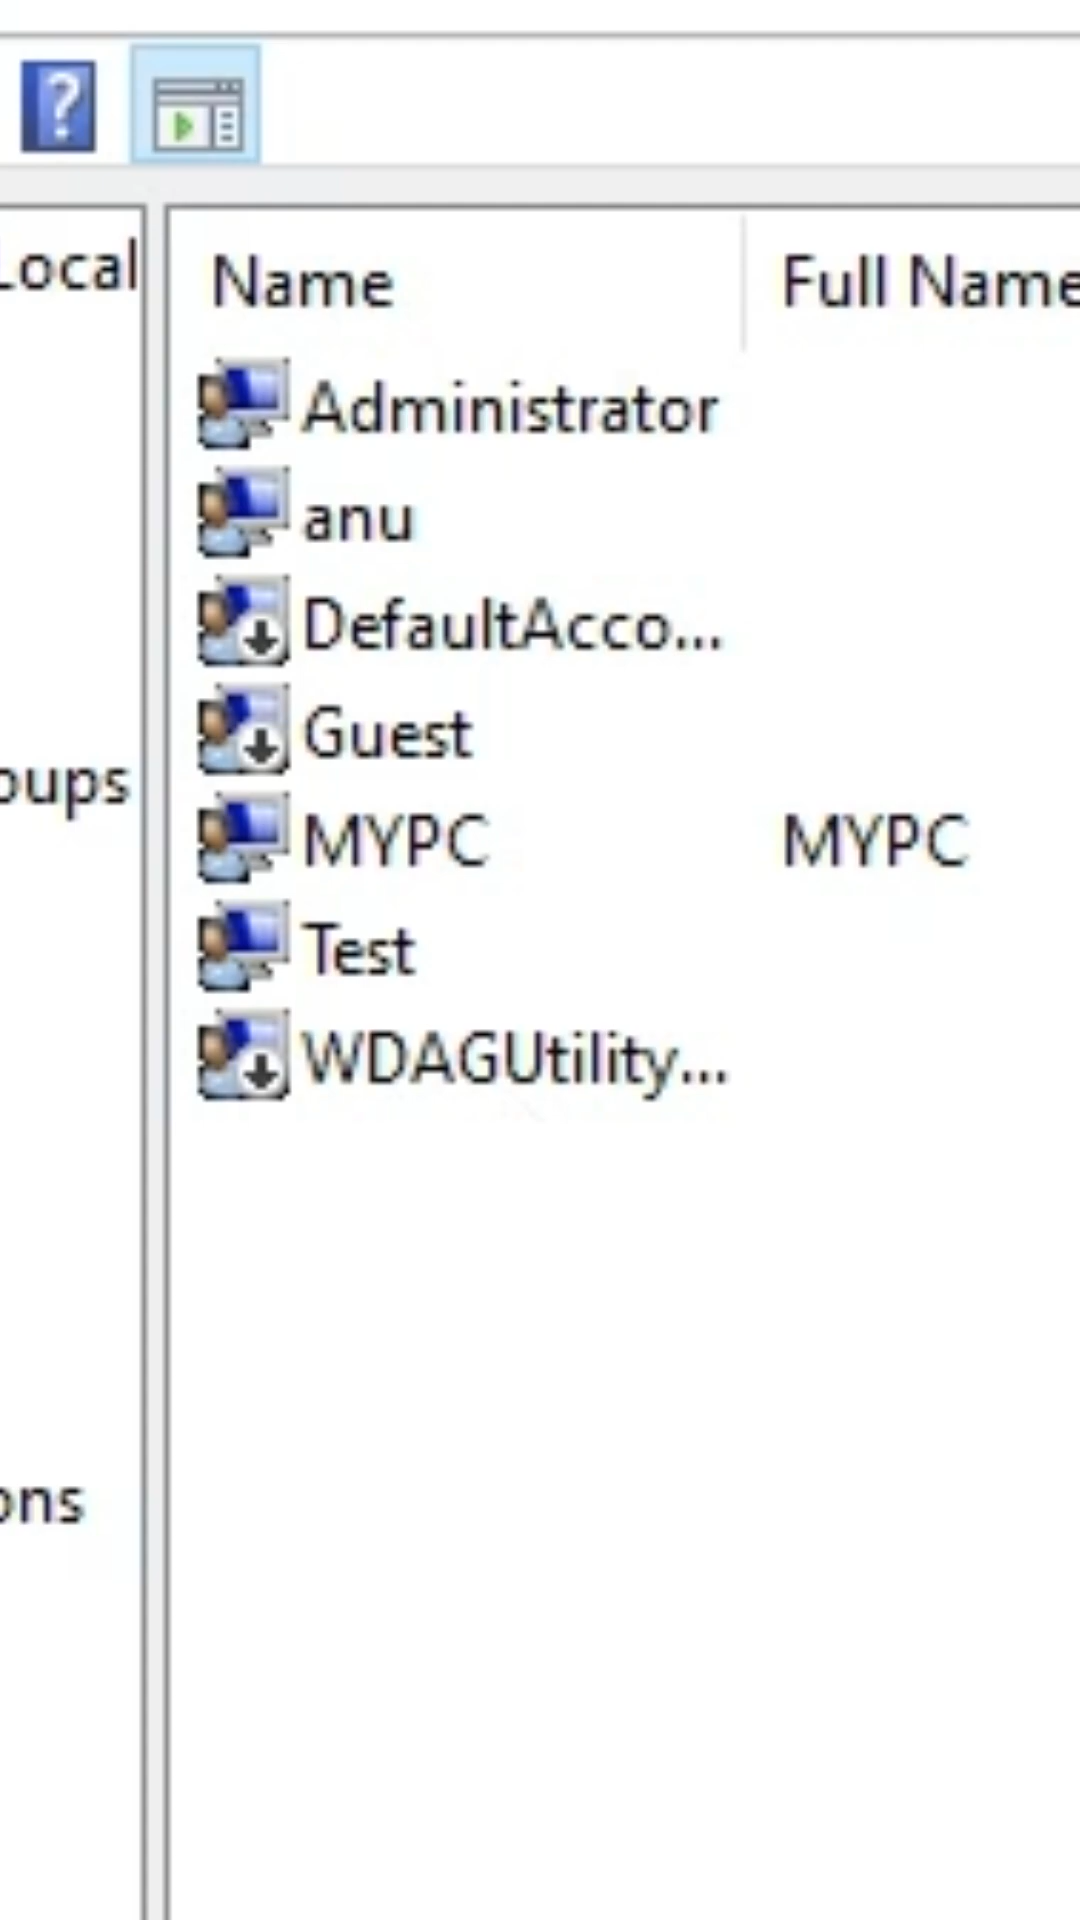 Local
Name Full Name
Administrator
anu
DefaultAcco...
Guest
oups
MYPC MYPC
Test
WDAGUtility...
ons